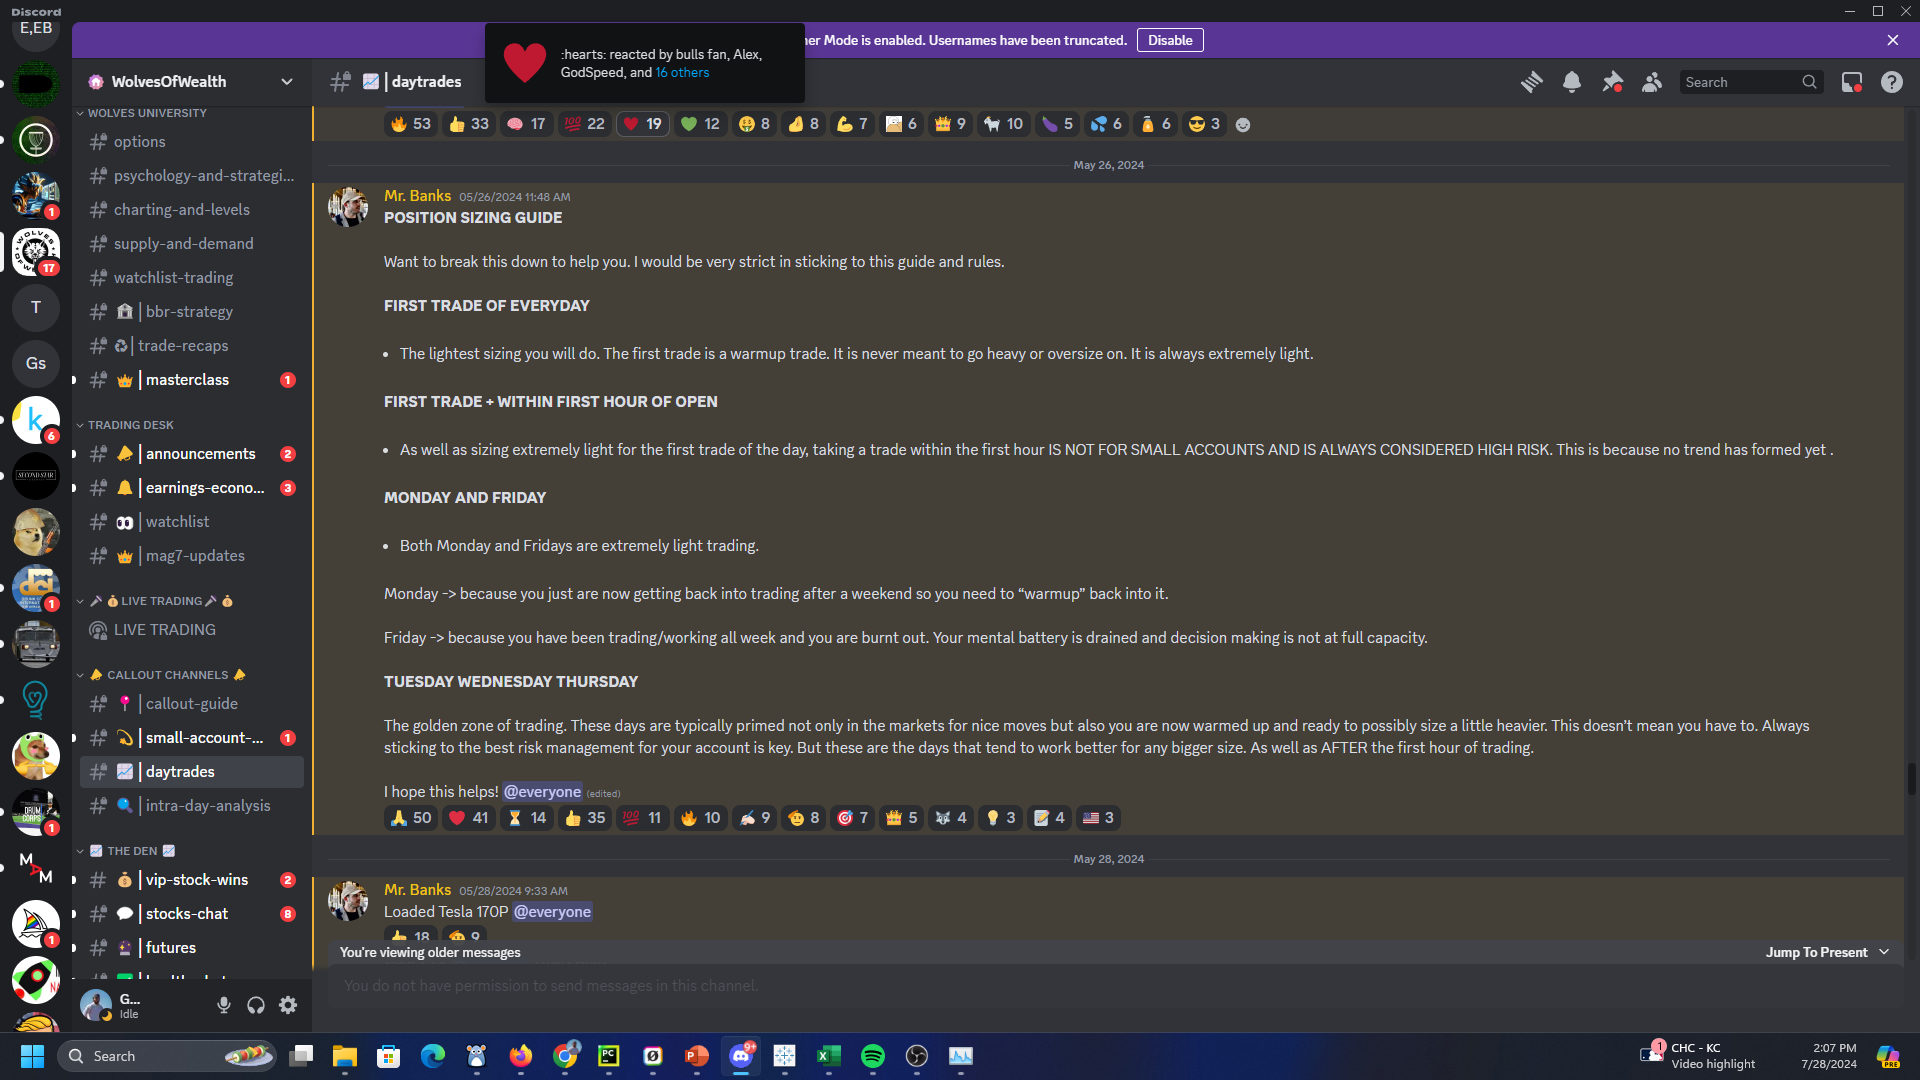 Discord
E,EB
:hearts: reacted by bulls fan, Alex,
GodSpeed, and 16 others
er Mode is enabled. Usernames have been truncated.
Disable
WolvesOfWealth
| daytrades
Search
WOLVES UNIVERSITY
options
psychology-and-strategi...
charting-and-levels
supply-and-demand
watchlist-trading
| bbr-strategy
| trade-recaps
| masterclass
1
TRADING DESK
| announcements
2
| earnings-econo...
3
| watchlist
| mag7-updates
LIVE TRADING
LIVE TRADING
CALLOUT CHANNELS
| callout-guide
| small-account-...
1
| daytrades
| intra-day-analysis
THE DEN
| vip-stock-wins
2
| stocks-chat
8
| futures
G...
Idle
1
17
T
Gs
k
6
SECOND STAR
dci
1
DRUM
CORPS
1
M
A
M
1
53 33 17 22 19 12 8 8 7 6 9 10 5 6 6 3
May 26, 2024
Mr. Banks 05/26/2024 11:48 AM
POSITION SIZING GUIDE
Want to break this down to help you. I would be very strict in sticking to this guide and rules.
FIRST TRADE OF EVERYDAY
• The lightest sizing you will do. The first trade is a warmup trade. It is never meant to go heavy or oversize on. It is always extremely light.
FIRST TRADE + WITHIN FIRST HOUR OF OPEN
• As well as sizing extremely light for the first trade of the day, taking a trade within the first hour IS NOT FOR SMALL ACCOUNTS AND IS ALWAYS CONSIDERED HIGH RISK. This is because no trend has formed yet .
MONDAY AND FRIDAY
• Both Monday and Fridays are extremely light trading.
Monday -> because you just are now getting back into trading after a weekend so you need to “warmup” back into it.
Friday -> because you have been trading/working all week and you are burnt out. Your mental battery is drained and decision making is not at full capacity.
TUESDAY WEDNESDAY THURSDAY
The golden zone of trading. These days are typically primed not only in the markets for nice moves but also you are now warmed up and ready to possibly size a little heavier. This doesn’t mean you have to. Always
sticking to the best risk management for your account is key. But these are the days that tend to work better for any bigger size. As well as AFTER the first hour of trading.
I hope this helps! @everyone (edited)
50 41 14 35 11 10 9 8 7 5 4 3 4 3
May 28, 2024
Mr. Banks 05/28/2024 9:33 AM
Loaded Tesla 170P @everyone
18 9
You're viewing older messages
Jump To Present
You do not have permission to send messages in this channel.
Search
PC
9+
1
CHC - KC
Video highlight
2:07 PM
7/28/2024
PRE